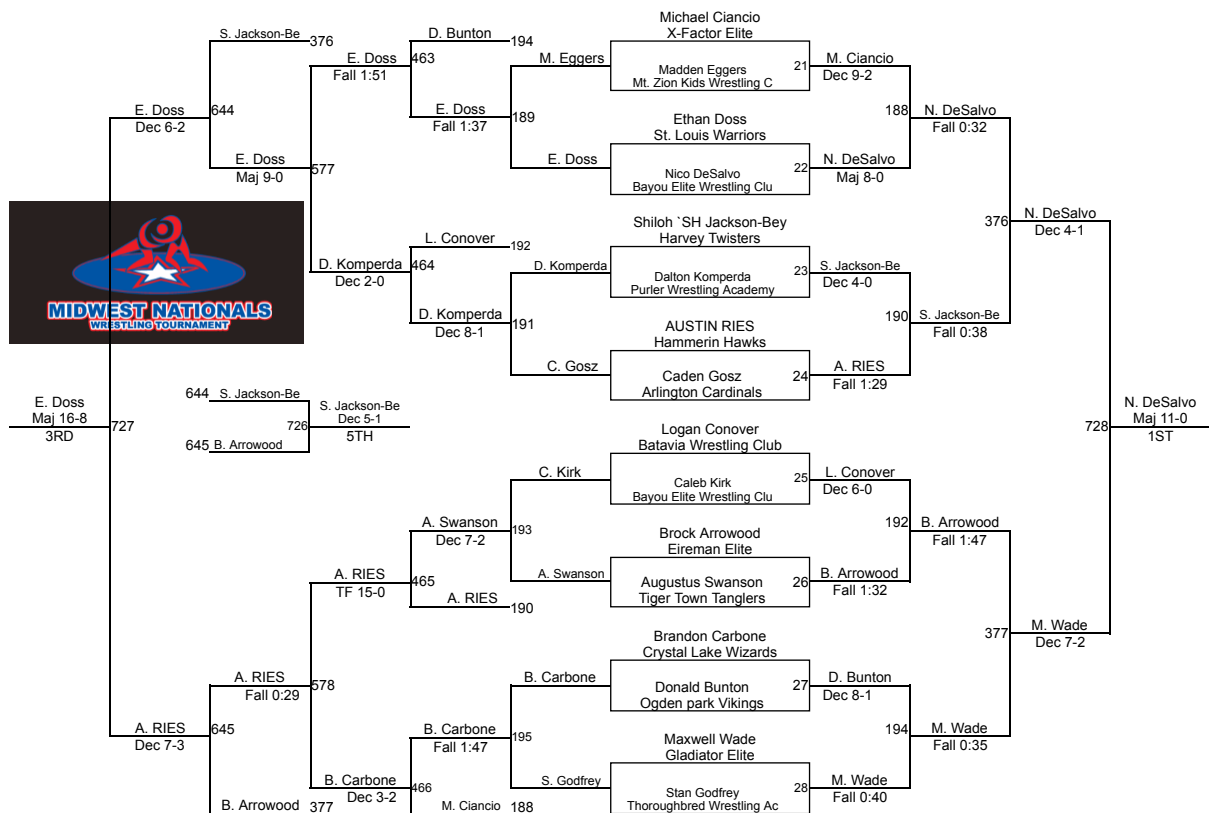 Michael Ciancio
X-Factor Elite
S. Jackson-Be 376
D. Bunton 194
E. Doss 463
Fall 1:51
M. Eggers
Madden Eggers 21
Mt. Zion Kids Wrestling C
M. Ciancio
Dec 9-2
E. Doss 644
Dec 6-2
E. Doss 189
Fall 1:37
Ethan Doss
St. Louis Warriors
188 N. DeSalvo
Fall 0:32
E. Doss 577
Maj 9-0
E. Doss
Nico DeSalvo 22
Bayou Elite Wrestling Clu
N. DeSalvo
Maj 8-0
Shiloh `SH Jackson-Bey
Harvey Twisters
376 N. DeSalvo
Dec 4-1
L. Conover 192
D. Komperda 464
Dec 2-0
D. Komperda
Dalton Komperda 23
Purler Wrestling Academy
S. Jackson-Be
Dec 4-0
MIDWEST NATIONALS
WRESTLING TOURNAMENT
D. Komperda 191
Dec 8-1
AUSTIN RIES
Hammerin Hawks
190 S. Jackson-Be
Fall 0:38
C. Gosz
Caden Gosz 24
Arlington Cardinals
A. RIES
Fall 1:29
644 S. Jackson-Be
E. Doss
Maj 16-8
3RD
727
726
S. Jackson-Be
Dec 5-1
5TH
645 B. Arrowood
Logan Conover
Batavia Wrestling Club
728
N. DeSalvo
Maj 11-0
1ST
C. Kirk
Caleb Kirk 25
Bayou Elite Wrestling Clu
L. Conover
Dec 6-0
A. Swanson 193
Dec 7-2
Brock Arrowood
Eireman Elite
192 B. Arrowood
Fall 1:47
A. RIES 465
TF 15-0
A. Swanson
Augustus Swanson 26
Tiger Town Tanglers
B. Arrowood
Fall 1:32
A. RIES 190
Brandon Carbone
Crystal Lake Wizards
377 M. Wade
Dec 7-2
A. RIES 578
Fall 0:29
B. Carbone
Donald Bunton 27
Ogden park Vikings
D. Bunton
Dec 8-1
A. RIES 645
Dec 7-3
B. Carbone 195
Fall 1:47
Maxwell Wade
Gladiator Elite
194 M. Wade
Fall 0:35
B. Carbone 466
Dec 3-2
S. Godfrey
Stan Godfrey 28
Thoroughbred Wrestling Ac
M. Wade
Fall 0:40
B. Arrowood 377
M. Ciancio 188